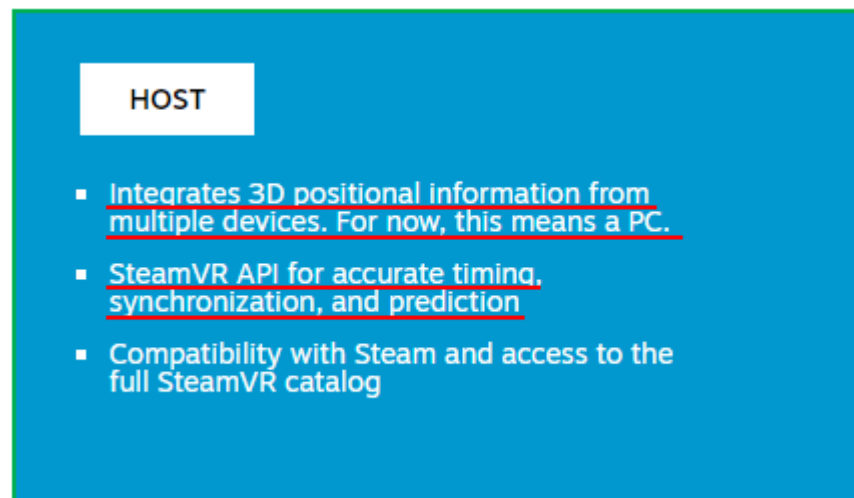 HOST
Integrates 3D positional information from
multiple devices. For now, this means a PC.
SteamVR API for accurate timing,
synchronization, and prediction
Compatibility with Steam and access to the
full SteamVR catalog